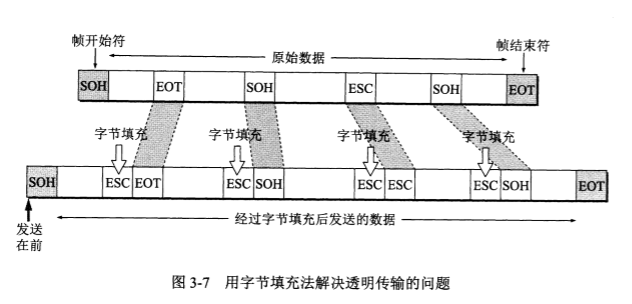 帧开始符
原始数据
帧结束符
SOH EOT SOH ESC SOH EOT
字节填充 字节填充 字节填充 字节填充
SOH ESC EOT ESC SOH ESC ESC ESC SOH EOT
发送
在前
经过字节填充后发送的数据
图 3-7 用字节填充法解决透明传输的问题